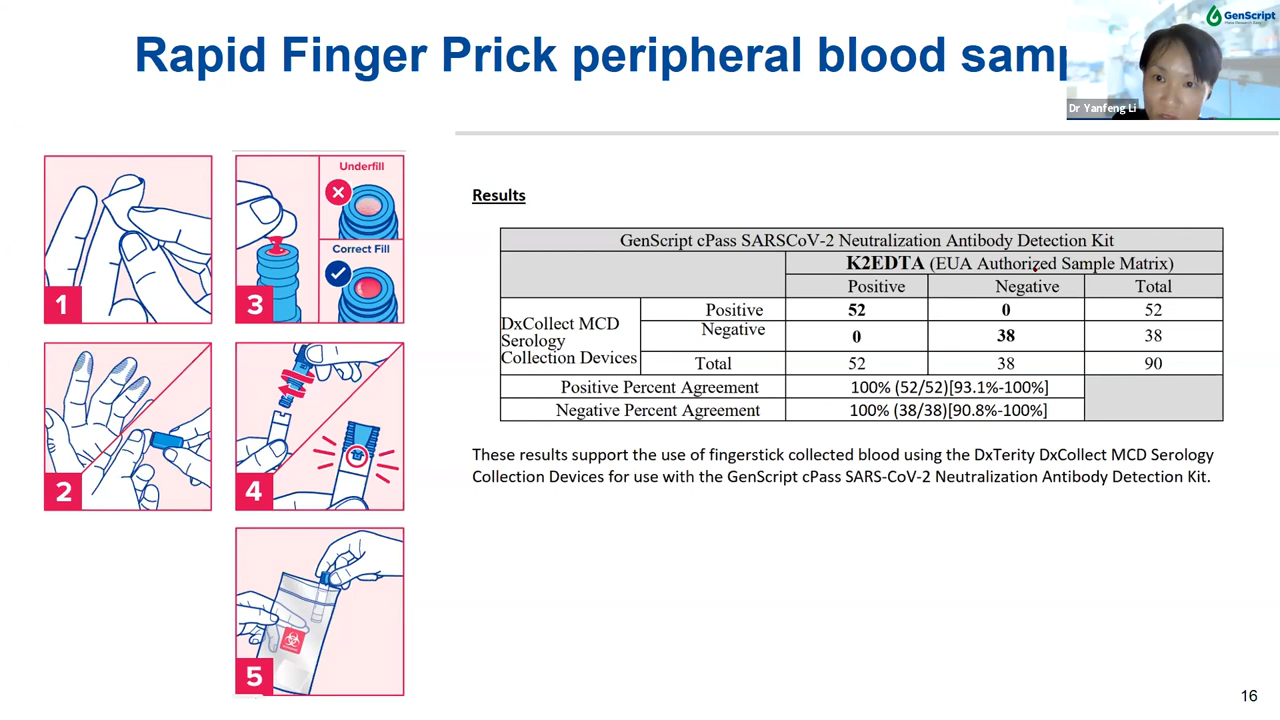 Rapid Finger Prick peripheral blood
GenScript
Dr Yanfeng Li
1
2
Underfill
Correct Fill
3
4
5
Results
GenScript cPass SARSCoV-2 Neutralization Antibody Detection Kit
K2EDTA (EUA Authorized Sample Matrix)
Positive Negative Total
DxCollect MCD
Serology
Collection Devices
Positive 52 0 52
Negative 0 38 38
Total 52 38 90
Positive Percent Agreement 100% (52/52)[93.1%-100%]
Negative Percent Agreement 100% (38/38)[90.8%-100%]
These results support the use of fingerstick collected blood using the DxTerity DxCollect MCD Serology
Collection Devices for use with the GenScript cPass SARS-CoV-2 Neutralization Antibody Detection Kit.
16